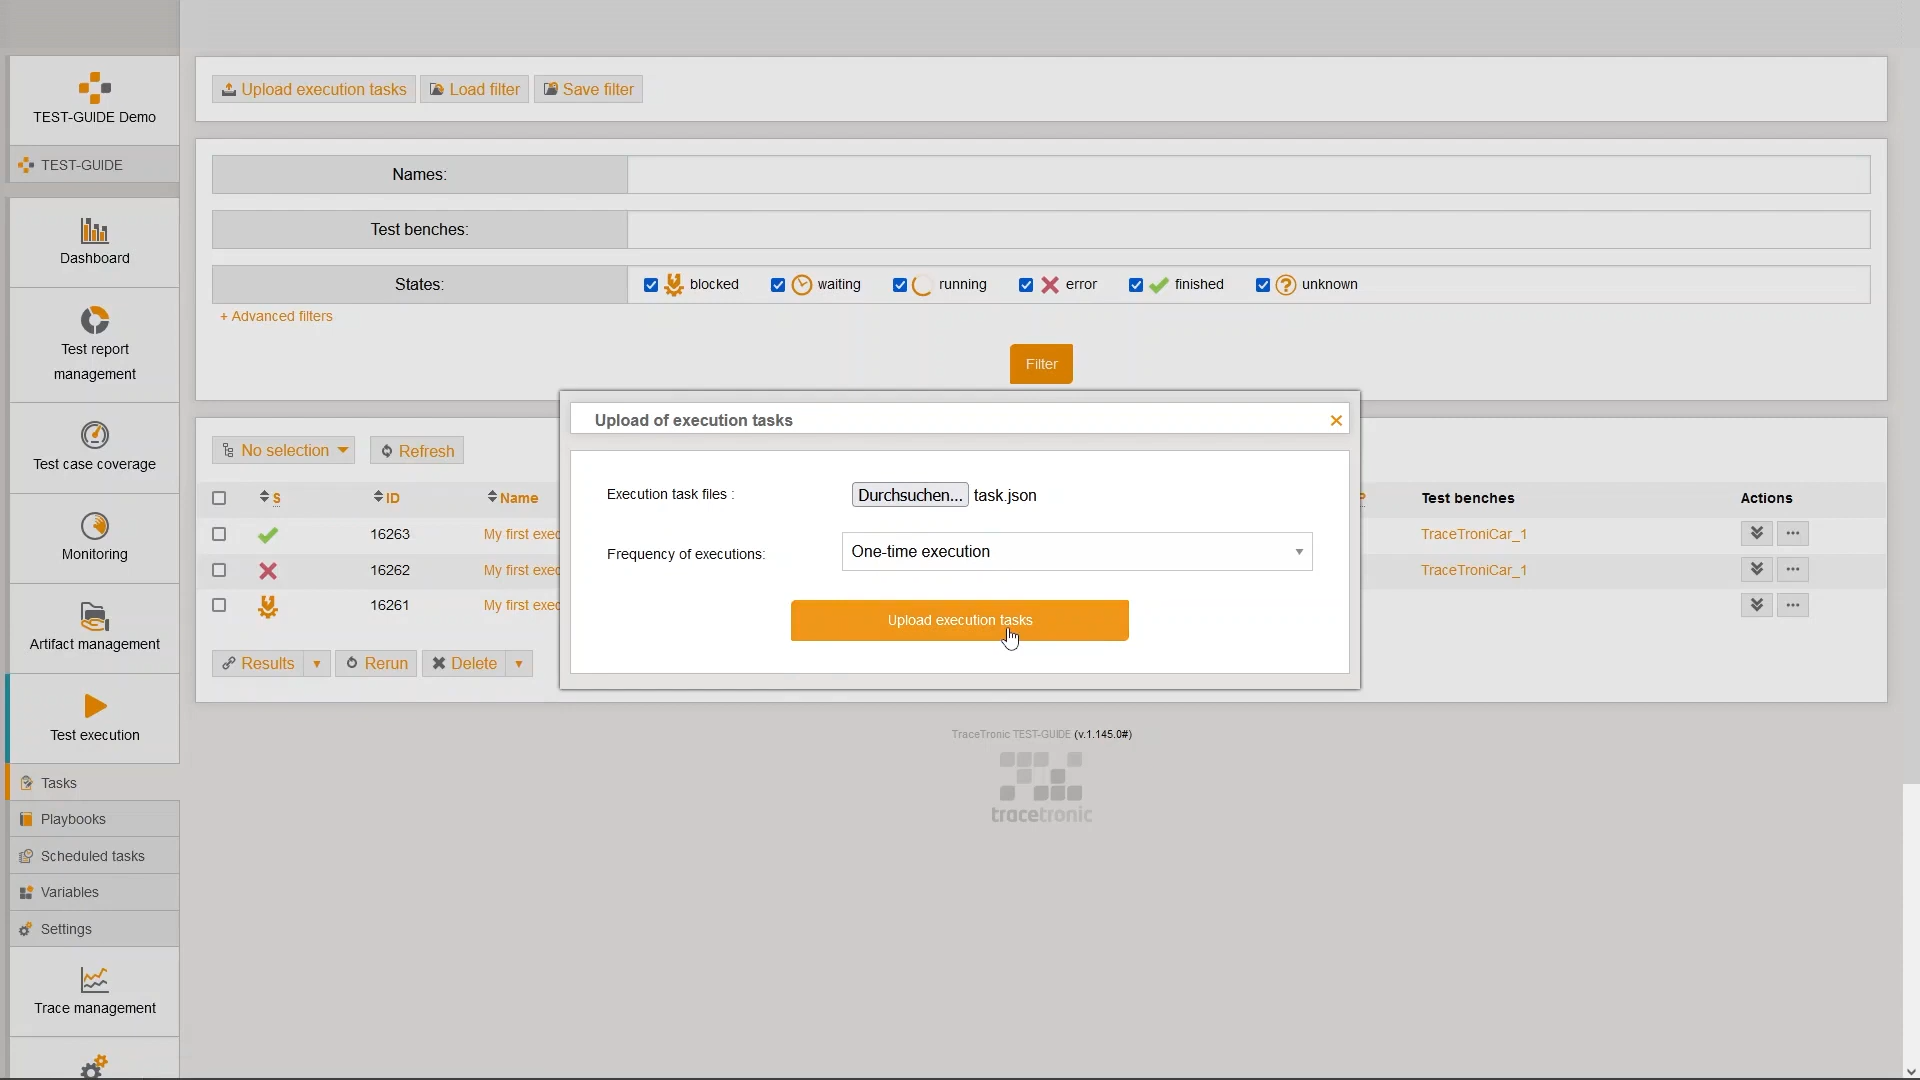 TEST-GUIDE Demo
TEST-GUIDE
Dashboard
Test report
management
Test case coverage
Monitoring
Artifact management
Test execution
Tasks
Playbooks
Scheduled tasks
Variables
Settings
Trace management
Upload execution tasks
Load filter
Save filter
Names:
Test benches:
States:
blocked
waiting
running
error
finished
unknown
+ Advanced filters
Filter
No selection
Refresh
S
ID
Name
Test benches
Actions
16263
My first exec
TraceTroniCar_1
16262
My first exec
TraceTroniCar_1
16261
My first exec
Results
Rerun
Delete
Upload of execution tasks
Execution task files :
Durchsuchen... task.json
Frequency of executions:
One-time execution
Upload execution tasks
TraceTronic TEST-GUIDE (v.1.145.0#)
tracetronic